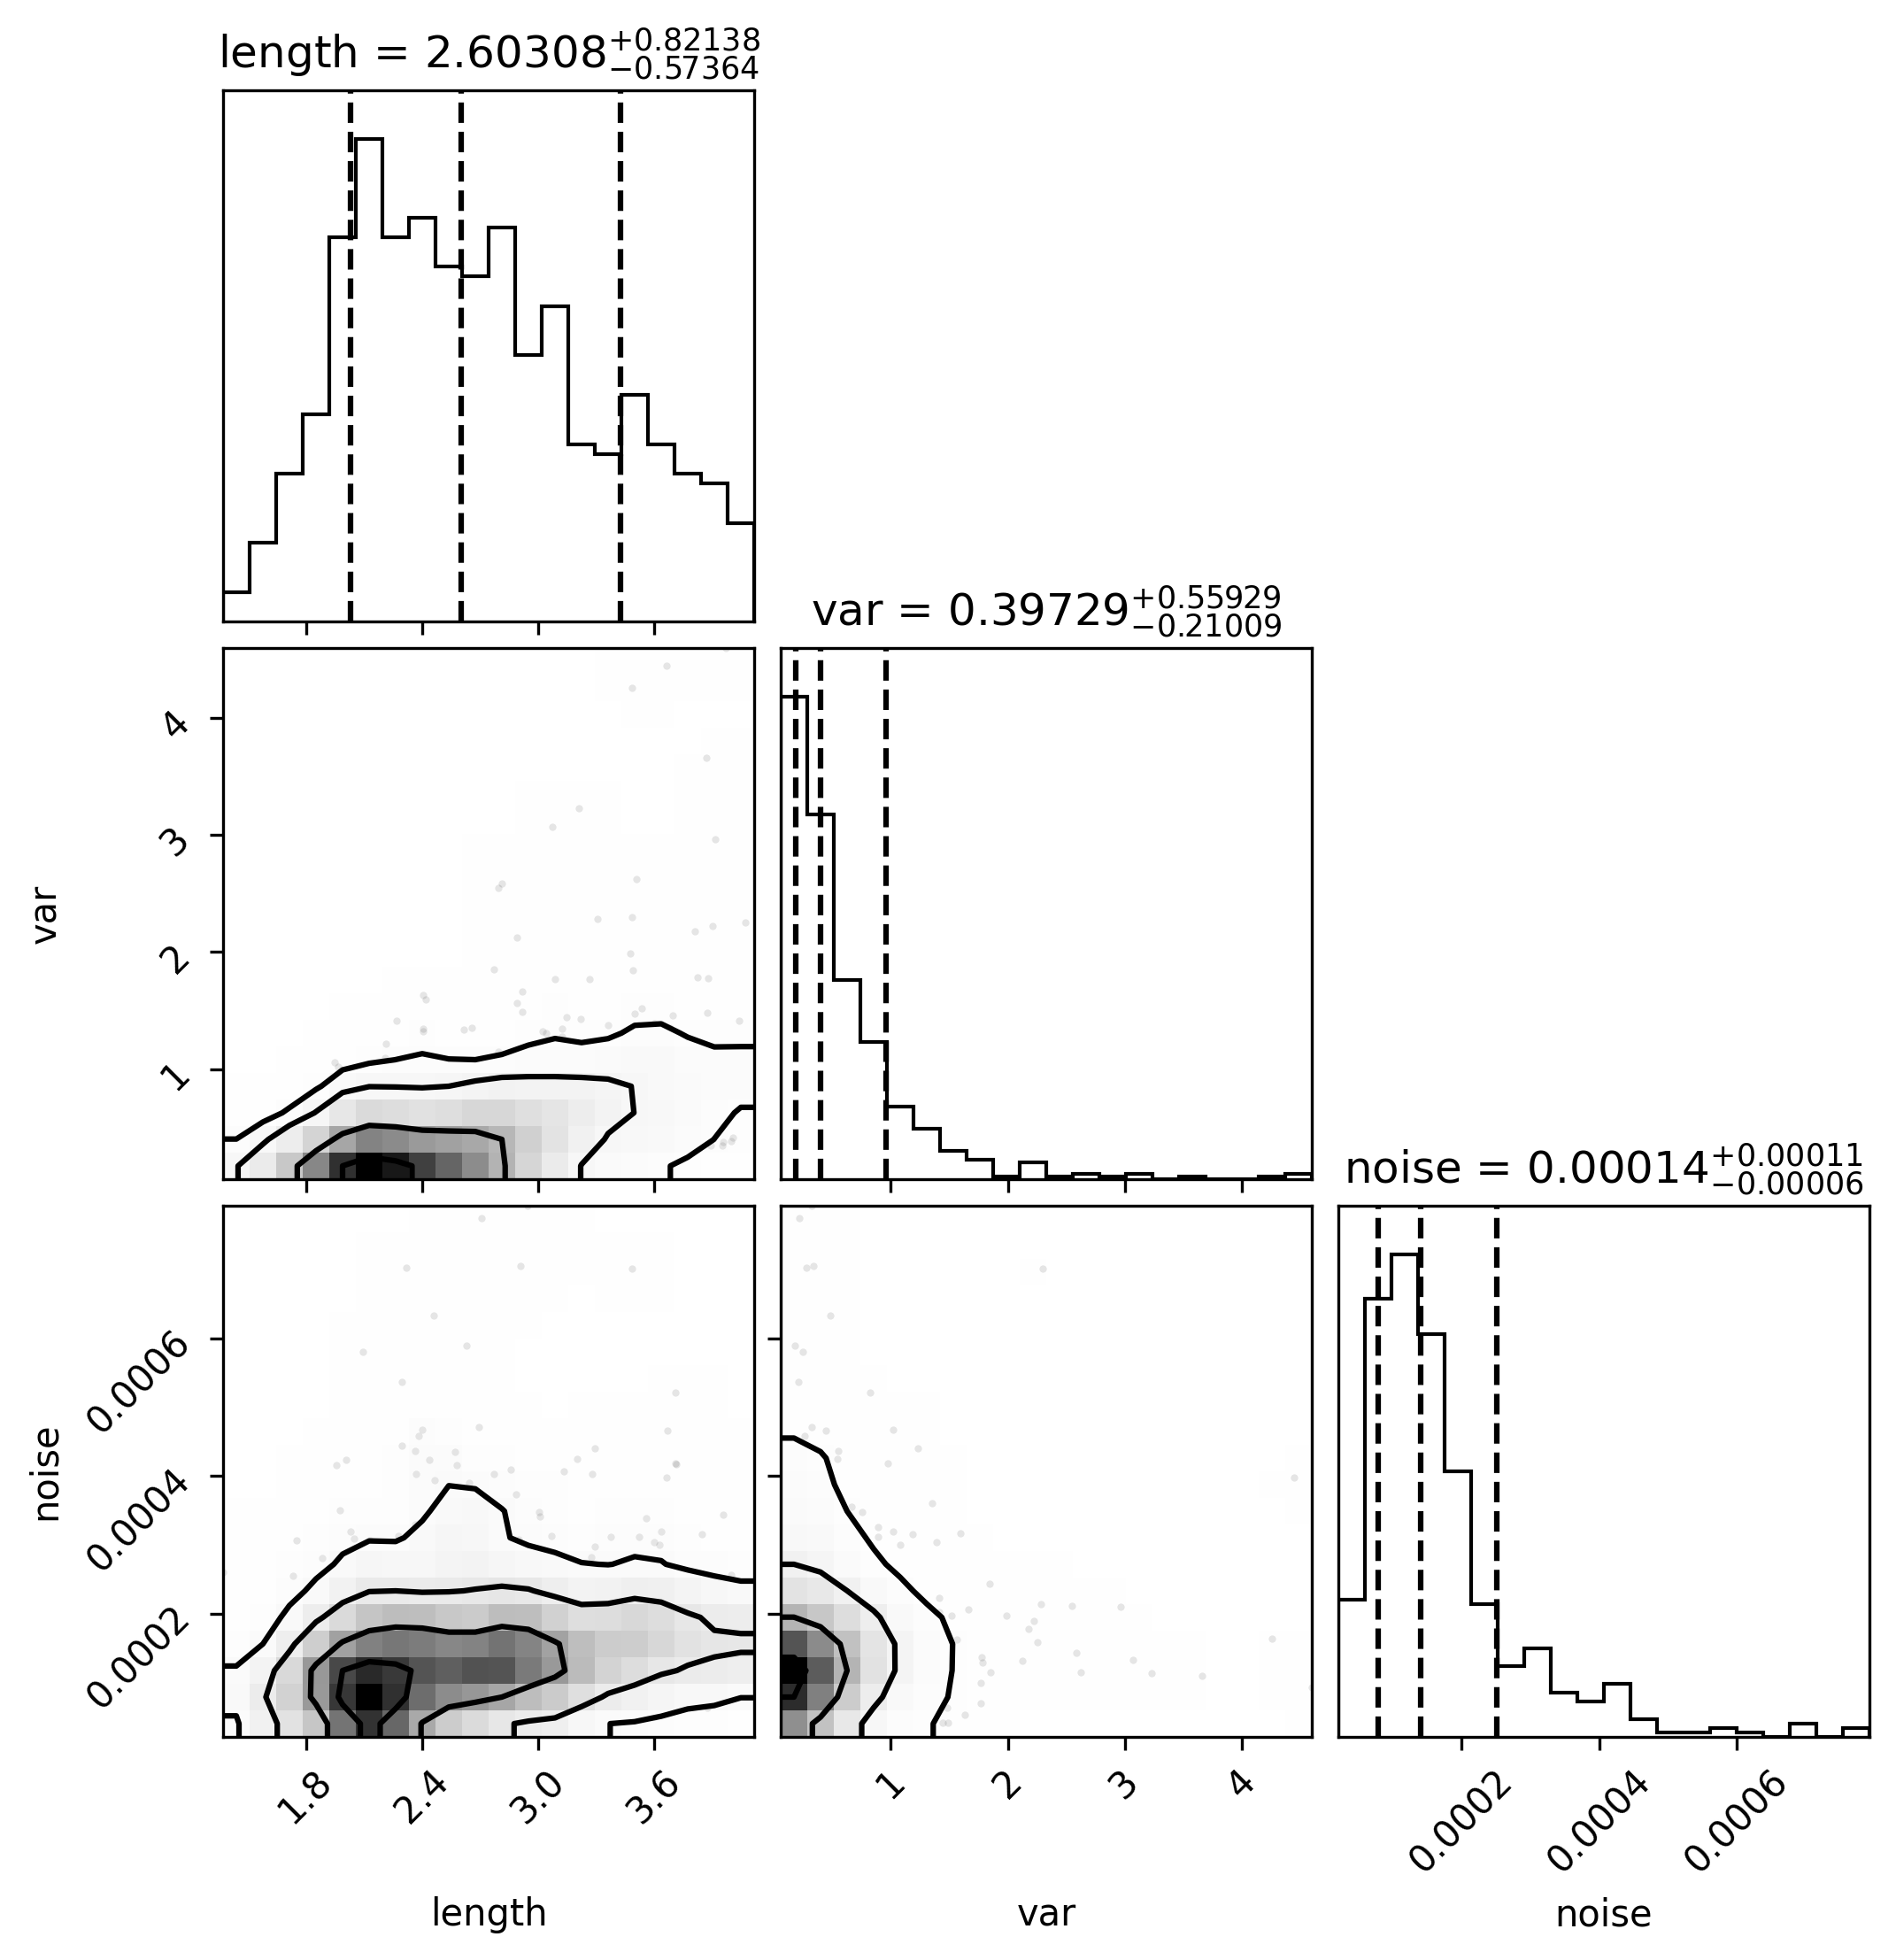 length = 2.60308 +0.82138 −0.57364
var = 0.39729 +0.55929 −0.21009
4
3
2
1
var
noise = 0.00014 +0.00011 −0.00006
0.0006
0.0004
0.0002
noise
1.8 2.4 3.0 3.6
1 2 3 4
0.0002 0.0004 0.0006
length var noise